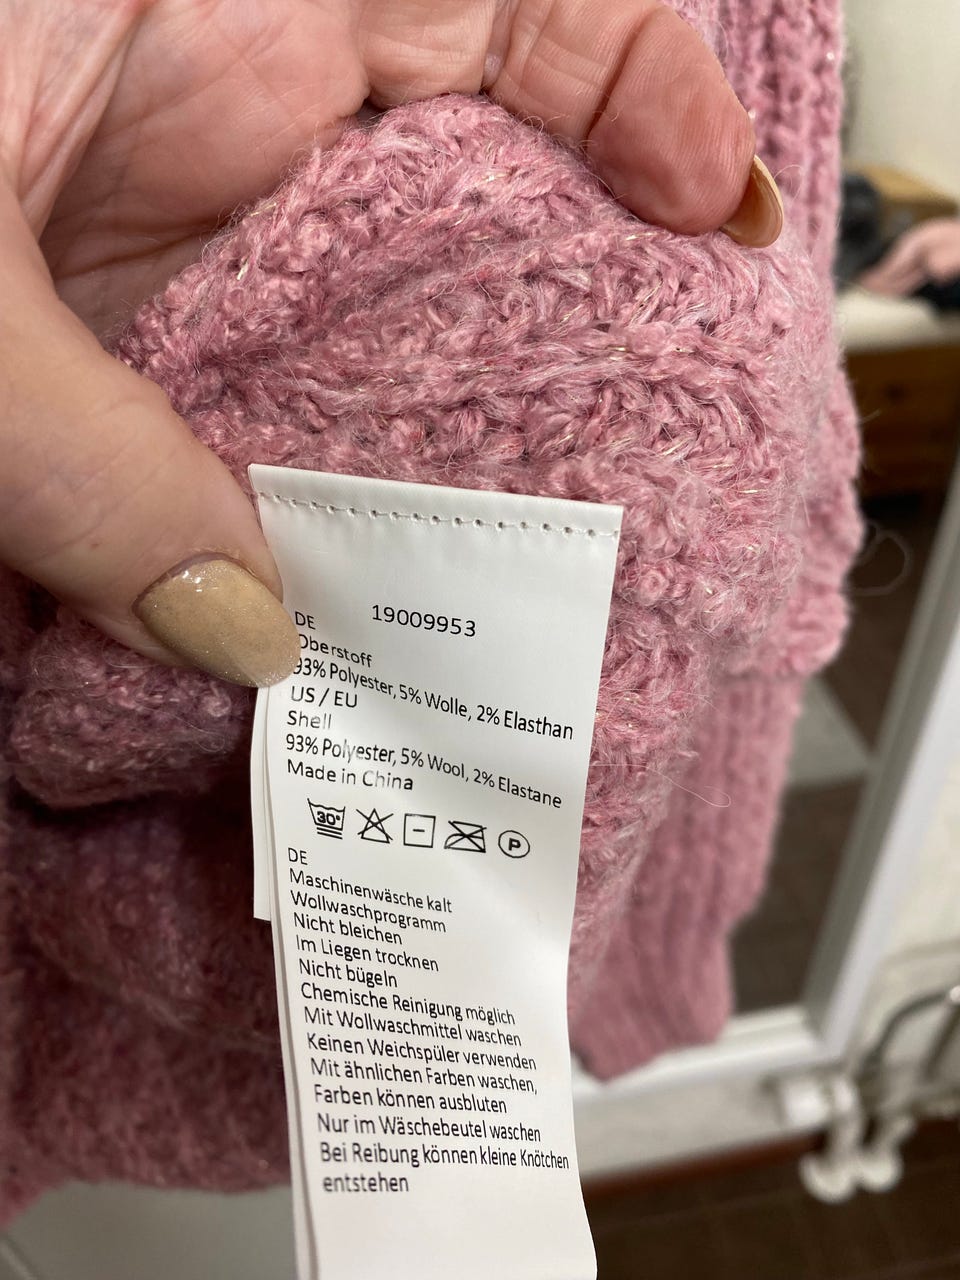 19009953
DE
Oberstoff
93% Polyester, 5% Wolle, 2% Elasthan
US / EU
Shell
93% Polyester, 5% Wool, 2% Elastane
Made in China
30°
P
DE
Maschinenwäsche kalt
Wollwaschprogramm
Nicht bleichen
Im Liegen trocknen
Nicht bügeln
Chemische Reinigung möglich
Mit Wollwaschmittel waschen
Keinen Weichspüler verwenden
Mit ähnlichen Farben waschen,
Farben können ausbluten
Nur im Wäschebeutel waschen
Bei Reibung können kleine Knötchen
entstehen